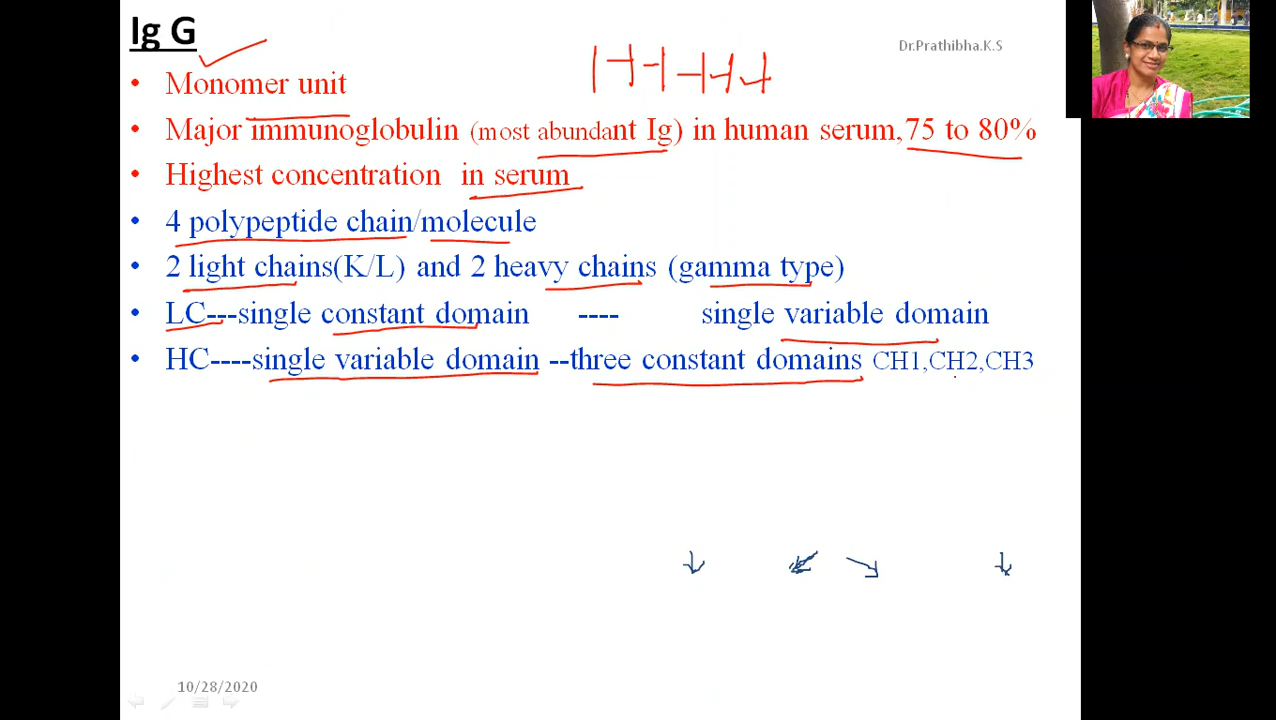 Ig G
Dr.Prathibha.K.S
• Monomer unit
• Major immunoglobulin (most abundant Ig) in human serum,75 to 80%
• Highest concentration in serum
• 4 polypeptide chain/molecule
• 2 light chains(K/L) and 2 heavy chains (gamma type)
• LC---single constant domain ---- single variable domain
• HC----single variable domain --three constant domains CH1,CH2,CH3
10/28/2020